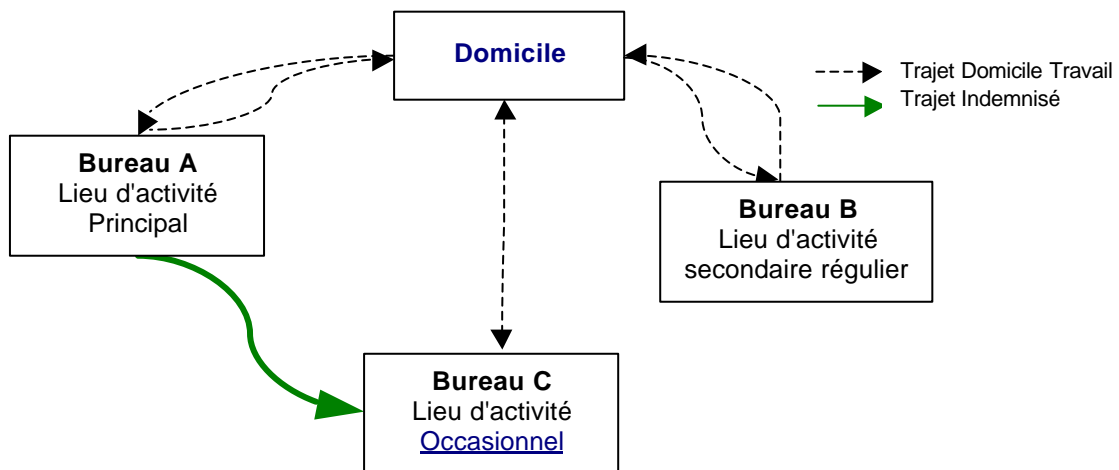 Domicile
Trajet Domicile Travail
Trajet Indemnisé
Bureau A
Lieu d'activité
Principal
Bureau B
Lieu d'activité
secondaire régulier
Bureau C
Lieu d'activité
Occasionnel